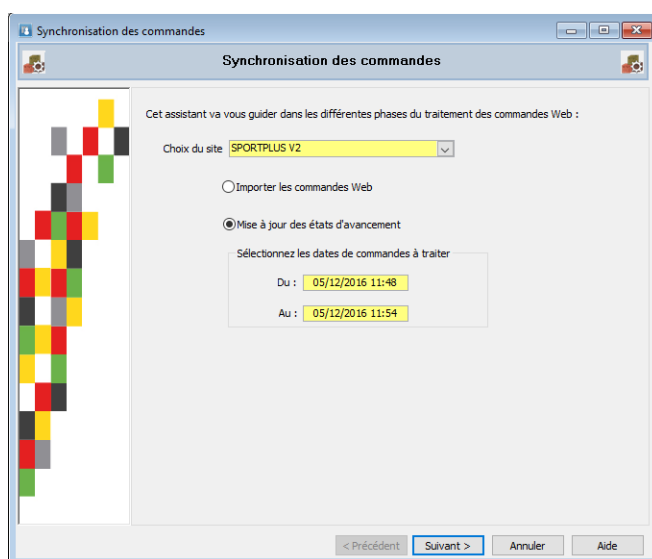 Synchronisation des commandes
Synchronisation des commandes
Cet assistant va vous guider dans les différentes phases du traitement des commandes Web :
Choix du site SPORTPLUS V2
Importer les commandes Web
Mise à jour des états d'avancement
Sélectionnez les dates de commandes à traiter
Du : 05/12/2016 11:48
Au : 05/12/2016 11:54
< Précédent Suivant > Annuler Aide